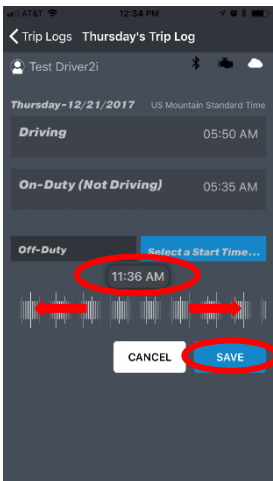 AT&T 12:34 PM
Trip Logs Thursday's Trip Log
Test Driver2i
Thursday-12/21/2017 US Mountain Standard Time
Driving 05:50 AM
On-Duty (Not Driving) 05:35 AM
Off-Duty Select a Start Time...
11:36 AM
CANCEL SAVE